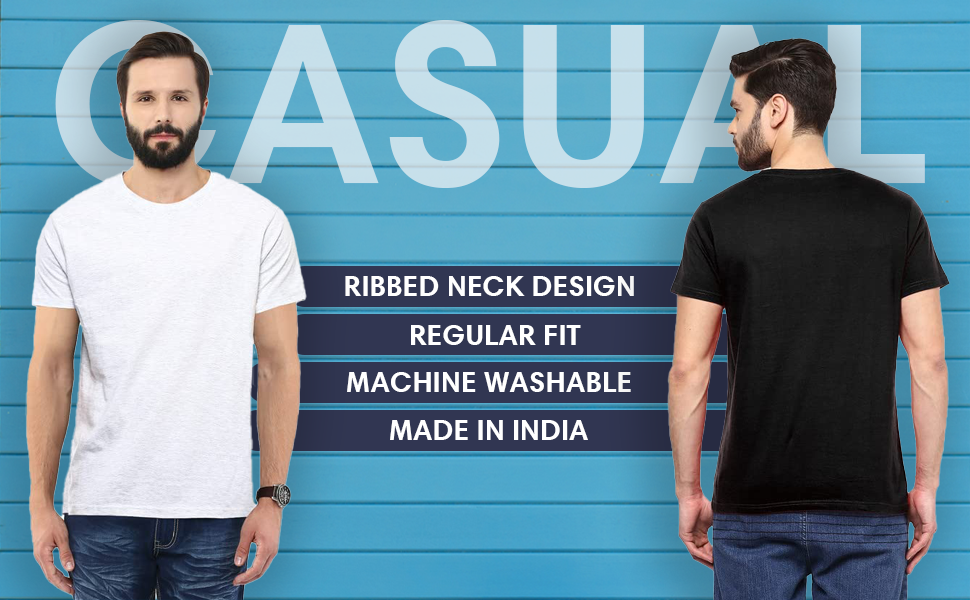 CASUAL
RIBBED NECK DESIGN
REGULAR FIT
MACHINE WASHABLE
MADE IN INDIA